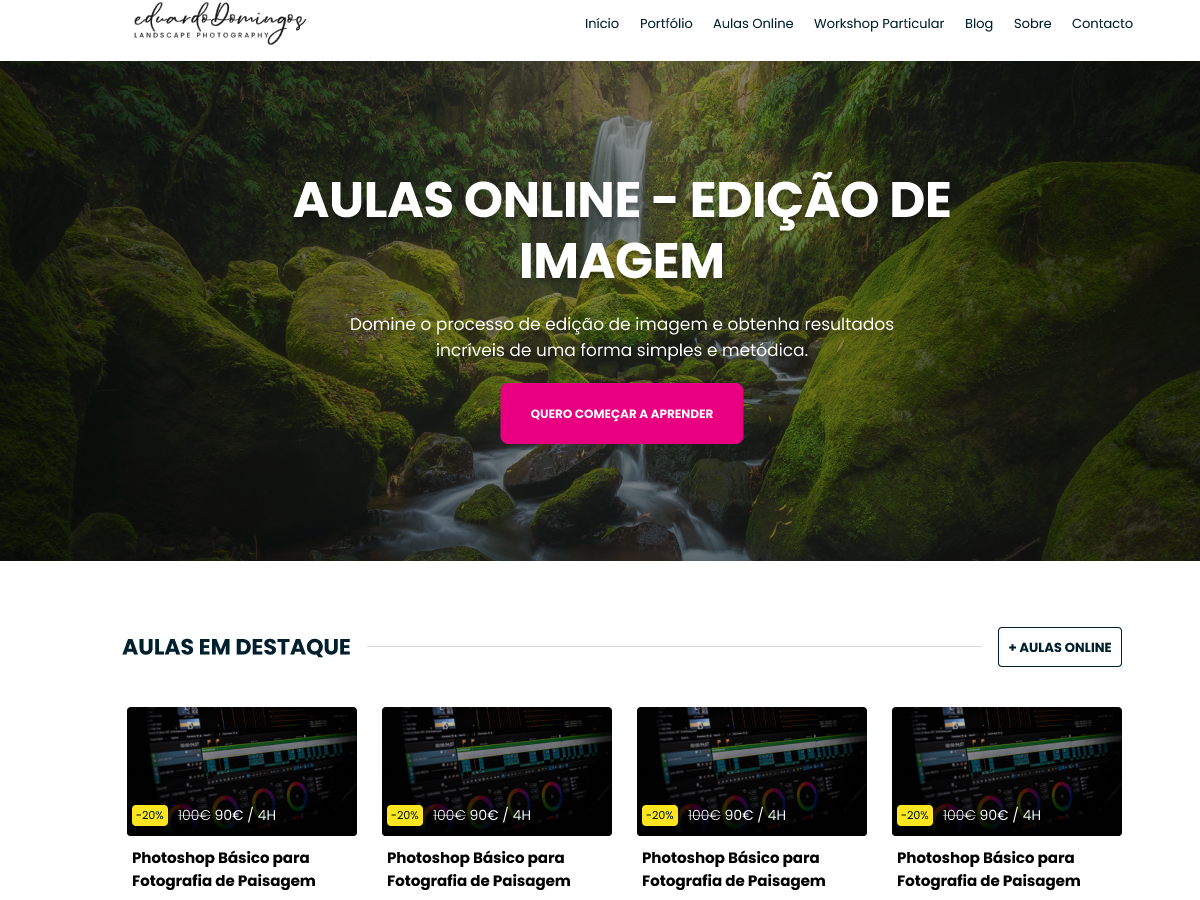 eduardoDomingos
LANDSCAPE PHOTOGRAPHY
Início Portfólio Aulas Online Workshop Particular Blog Sobre Contacto
AULAS ONLINE - EDIÇÃO DE
IMAGEM
Domine o processo de edição de imagem e obtenha resultados
incríveis de uma forma simples e metódica.
QUERO COMEÇAR A APRENDER
AULAS EM DESTAQUE
+ AULAS ONLINE
-20% 100€ 90€ / 4H
Photoshop Básico para
Fotografia de Paisagem
-20% 100€ 90€ / 4H
Photoshop Básico para
Fotografia de Paisagem
-20% 100€ 90€ / 4H
Photoshop Básico para
Fotografia de Paisagem
-20% 100€ 90€ / 4H
Photoshop Básico para
Fotografia de Paisagem